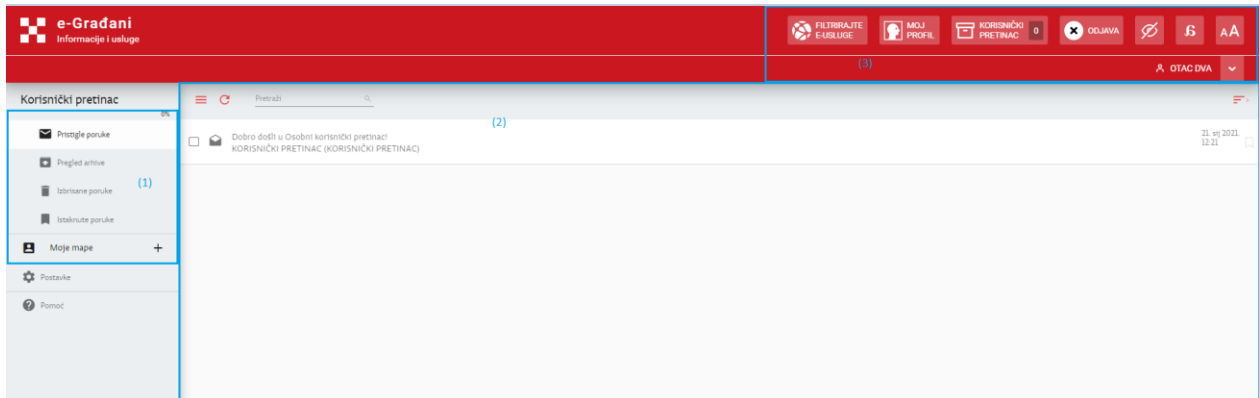 e-Građani
Informacije i usluge
FILTRIRAJTE
E-USLUGE
MOJ
PROFIL
KORISNIČKI
PRETINAC
0
ODJAVA
AA
(3)
OTAC DVA
Korisnički pretinac
0%
Pretraži
(2)
Pristigle poruke
Dobro došli u Osobni korisnički pretinac!
KORISNIČKI PRETINAC (KORISNIČKI PRETINAC)
21. sij 2021.
12:21
Pregled arhive
(1)
Izbrisane poruke
Istaknute poruke
Moje mape +
Postavke
Pomoć